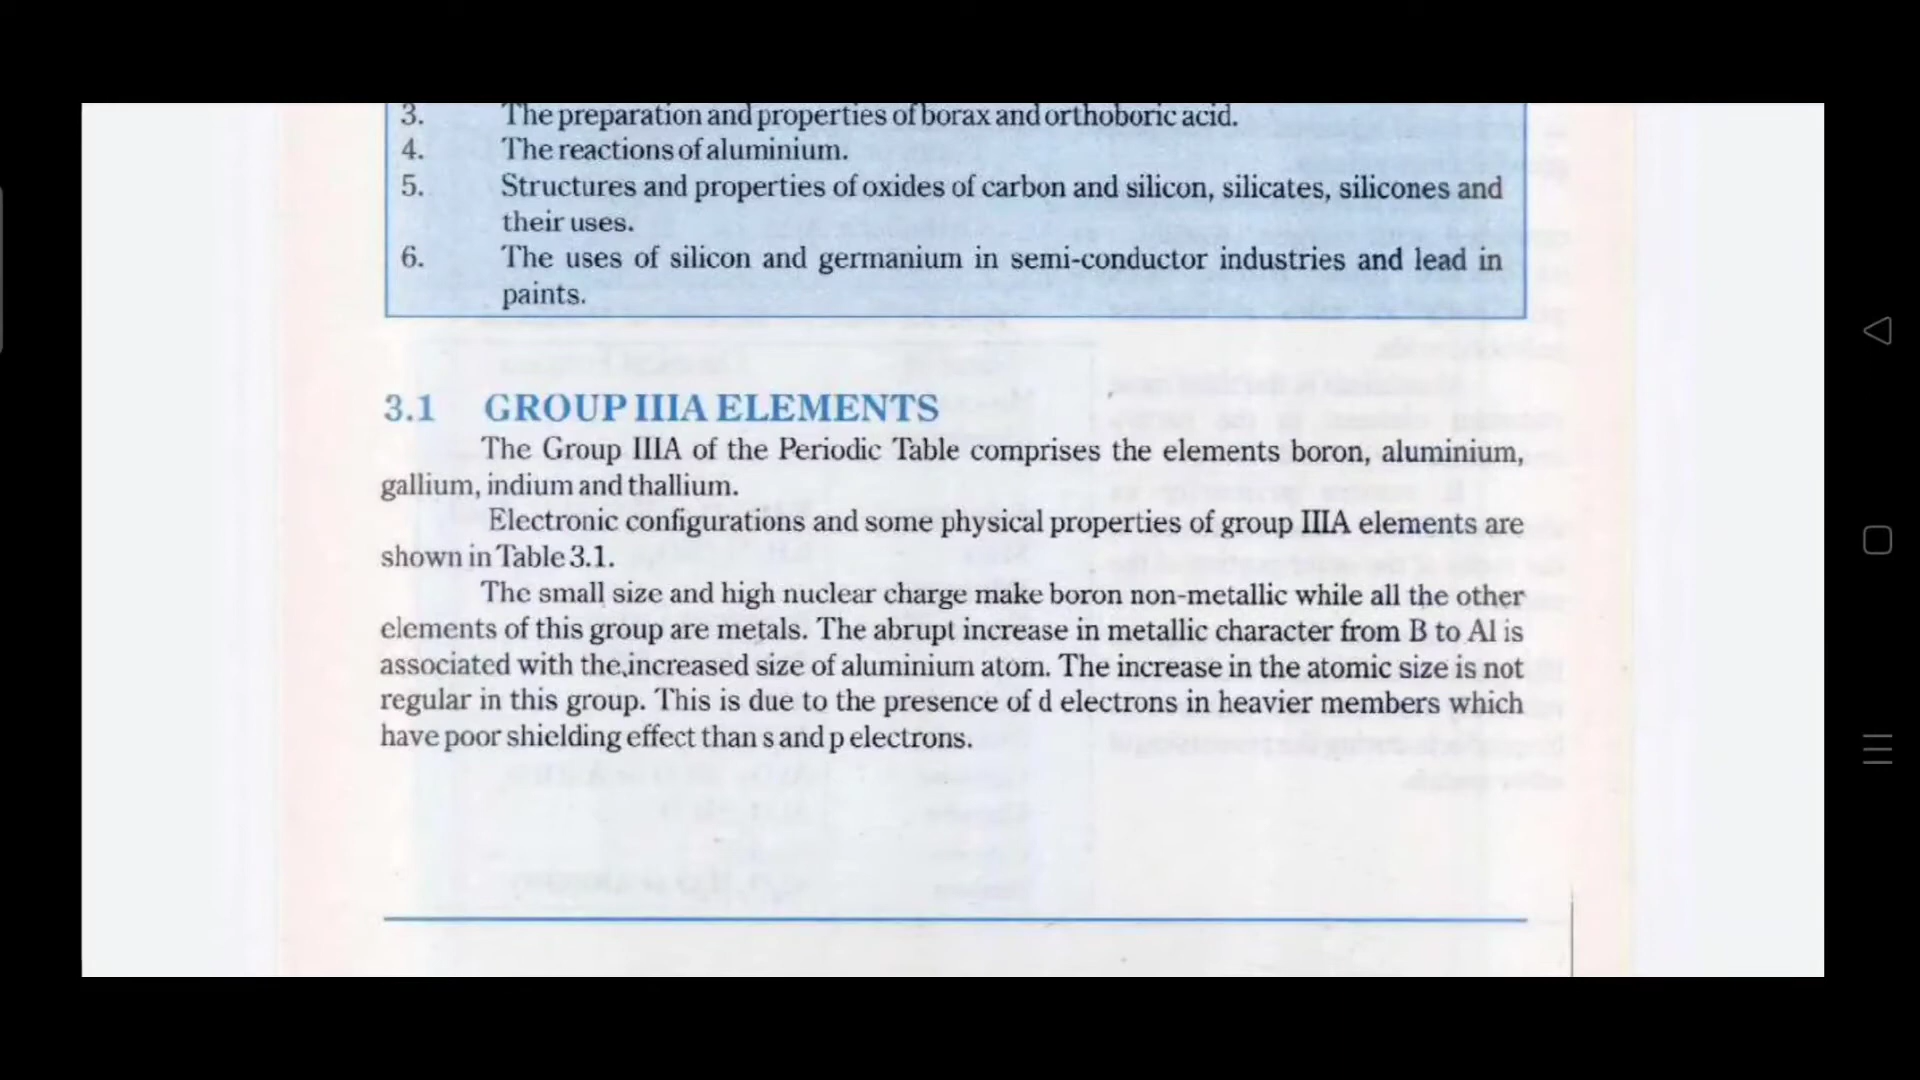 3. The preparation and properties of borax and orthoboric acid.
4. The reactions of aluminium.
5. Structures and properties of oxides of carbon and silicon, silicates, silicones and
their uses.
6. The uses of silicon and germanium in semi-conductor industries and lead in
paints.
3.1 GROUP IIIA ELEMENTS
The Group IIIA of the Periodic Table comprises the elements boron, aluminium,
gallium, indium and thallium.
Electronic configurations and some physical properties of group IIIA elements are
shown in Table 3.1.
The small size and high nuclear charge make boron non-metallic while all the other
elements of this group are metals. The abrupt increase in metallic character from B to Al is
associated with the increased size of aluminium atom. The increase in the atomic size is not
regular in this group. This is due to the presence of d electrons in heavier members which
have poor shielding effect than s and p electrons.